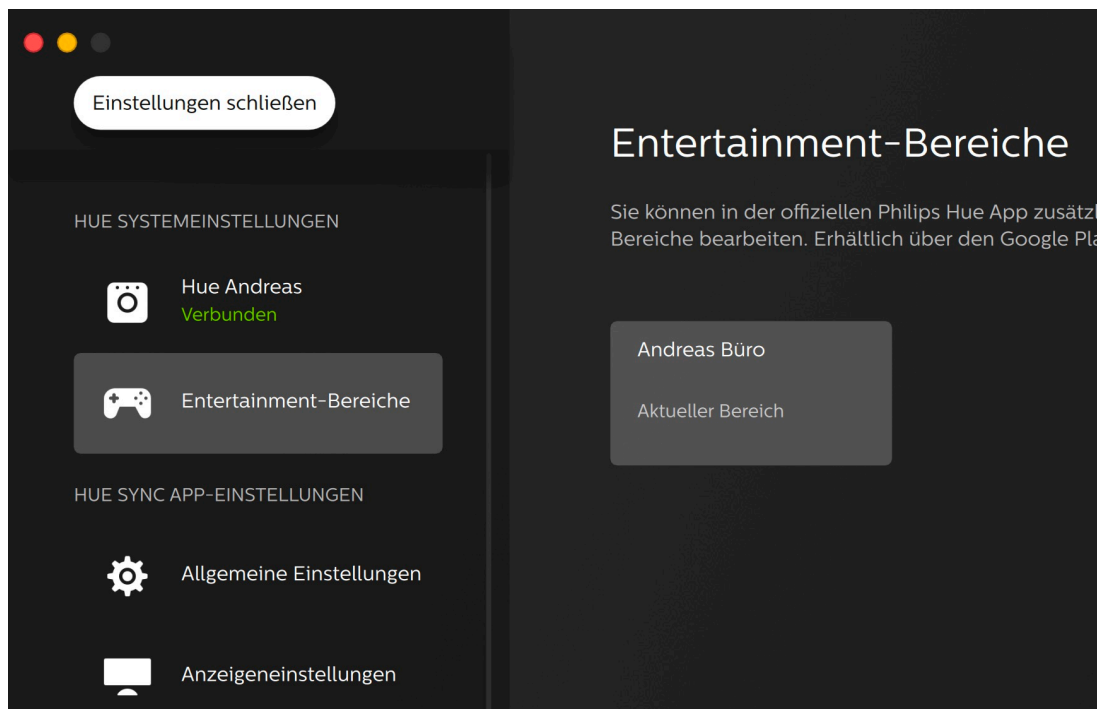 Einstellungen schließen
HUE SYSTEMEINSTELLUNGEN
Hue Andreas
Verbunden
Entertainment-Bereiche
HUE SYNC APP-EINSTELLUNGEN
Allgemeine Einstellungen
Anzeigeneinstellungen
Entertainment-Bereiche
Sie können in der offiziellen Philips Hue App
Bereiche bearbeiten. Erhältlich über den Google
Andreas Büro
Aktueller Bereich